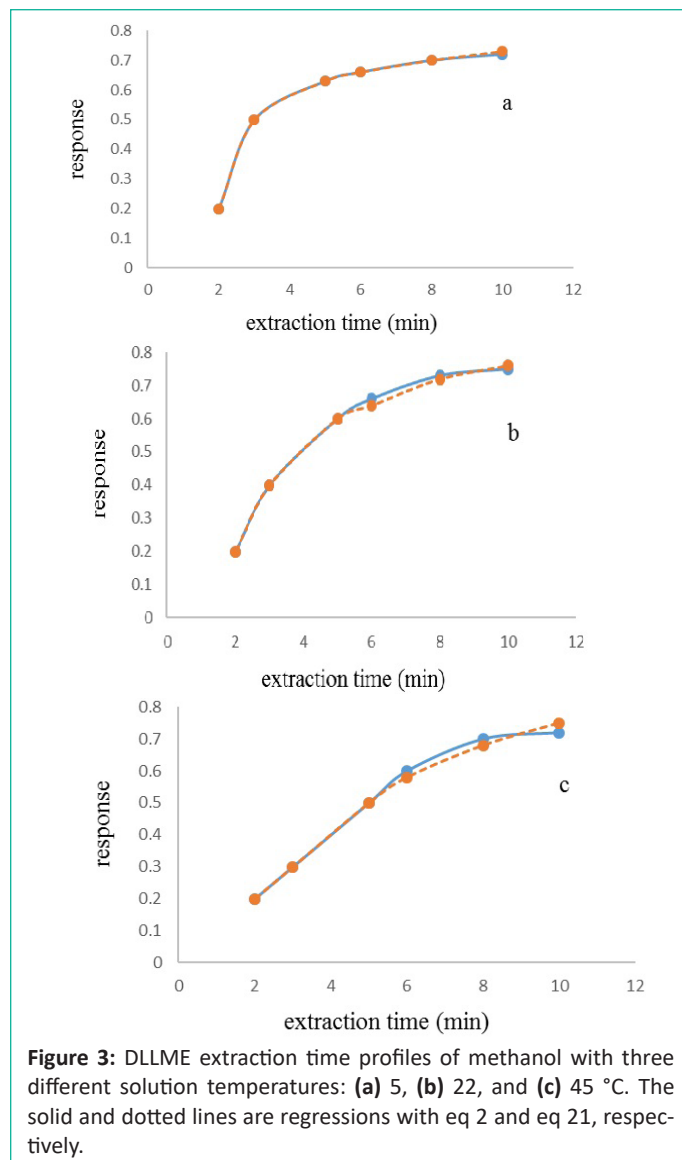 0.8
0.7
0.6
0.5
0.4
0.3
0.2
0.1
0
response
a
0 2 4 6 8 10 12
extraction time (min)
0.8
0.7
0.6
0.5
0.4
0.3
0.2
0.1
0
response
b
0 2 4 6 8 10 12
extraction time (min)
0.8
0.7
0.6
0.5
0.4
0.3
0.2
0.1
0
response
c
0 2 4 6 8 10 12
extraction time (min)
Figure 3: DLLME extraction time profiles of methanol with three
different solution temperatures: (a) 5, (b) 22, and (c) 45 °C. The
solid and dotted lines are regressions with eq 2 and eq 21, respec-
tively.